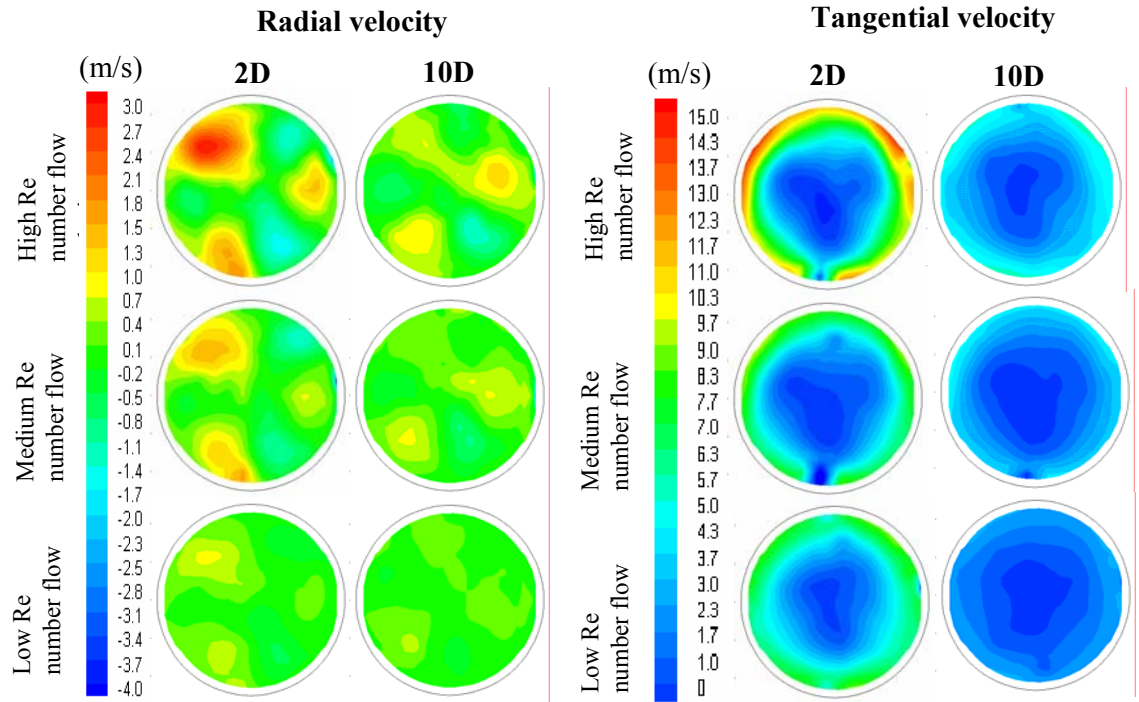 Radial velocity
Tangential velocity
(m/s)
2D
10D
(m/s)
2D
10D
3.0
2.7
2.4
2.1
1.8
1.5
1.3
1.0
0.7
0.4
0.1
-0.2
-0.5
-0.8
-1.1
-1.4
-1.7
-2.0
-2.3
-2.5
-2.8
-3.1
-3.4
-3.7
-4.0
High Re
number flow
Medium Re
number flow
Low Re
number flow
15.0
14.3
13.7
13.0
12.3
11.7
11.0
10.3
9.7
9.0
8.3
7.7
7.0
6.3
5.7
5.0
4.3
3.7
3.0
2.3
1.7
1.0
0
High Re
number flow
Medium Re
number flow
Low Re
number flow